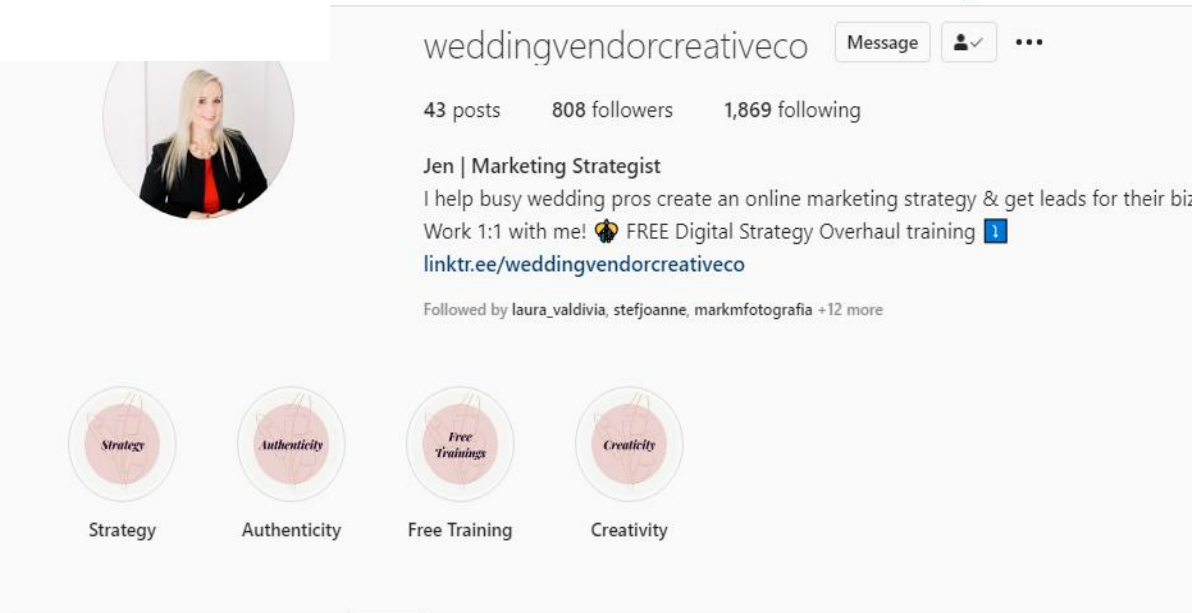 weddingvendorcreativeco Message
43 posts 808 followers 1,869 following
Jen | Marketing Strategist
I help busy wedding pros create an online marketing strategy & get leads for their biz
Work 1:1 with me! FREE Digital Strategy Overhaul training
linktr.ee/weddingvendorcreativeco
Followed by laura_valdivia, stefjoanne, markmfotografia +12 more
Strategy Authenticity Free Creativity
Trainings
Strategy Authenticity Free Training Creativity